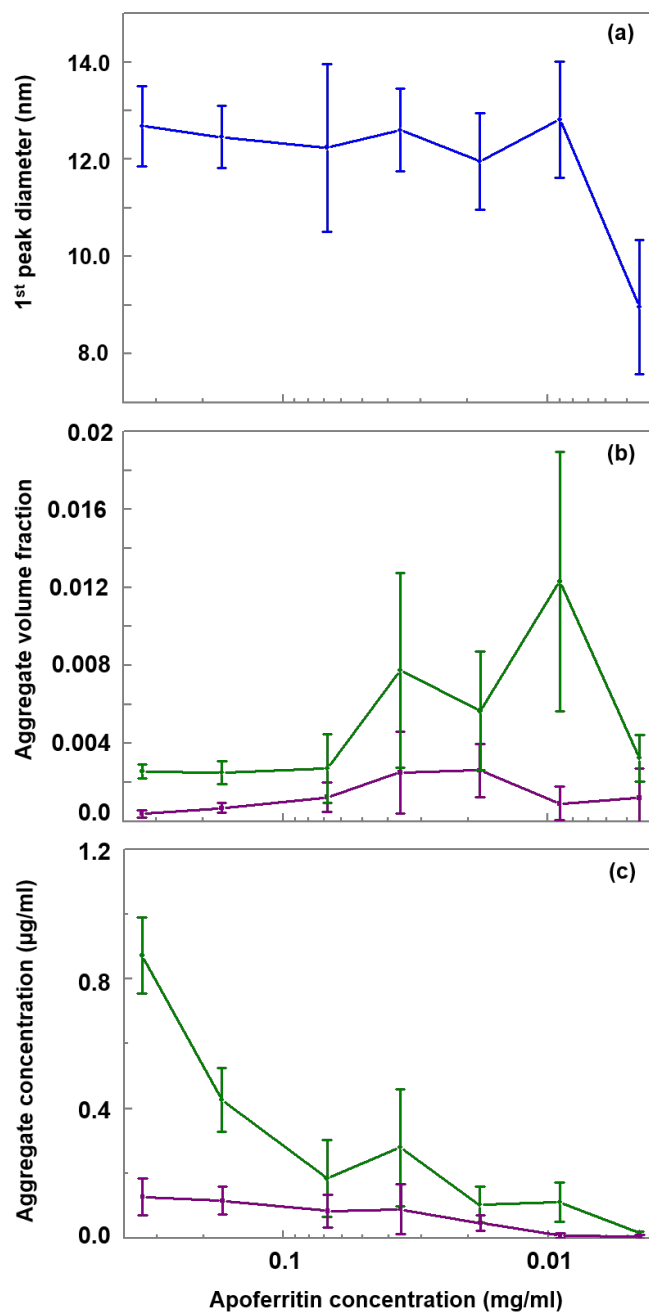 (a)
14.0
12.0
10.0
8.0
1st peak diameter (nm)
(b)
0.02
0.016
0.012
0.008
0.004
0.0
Aggregate volume fraction
(c)
1.2
0.8
0.4
0.0
Aggregate concentration (µg/ml)
0.1 0.01
Apoferritin concentration (mg/ml)